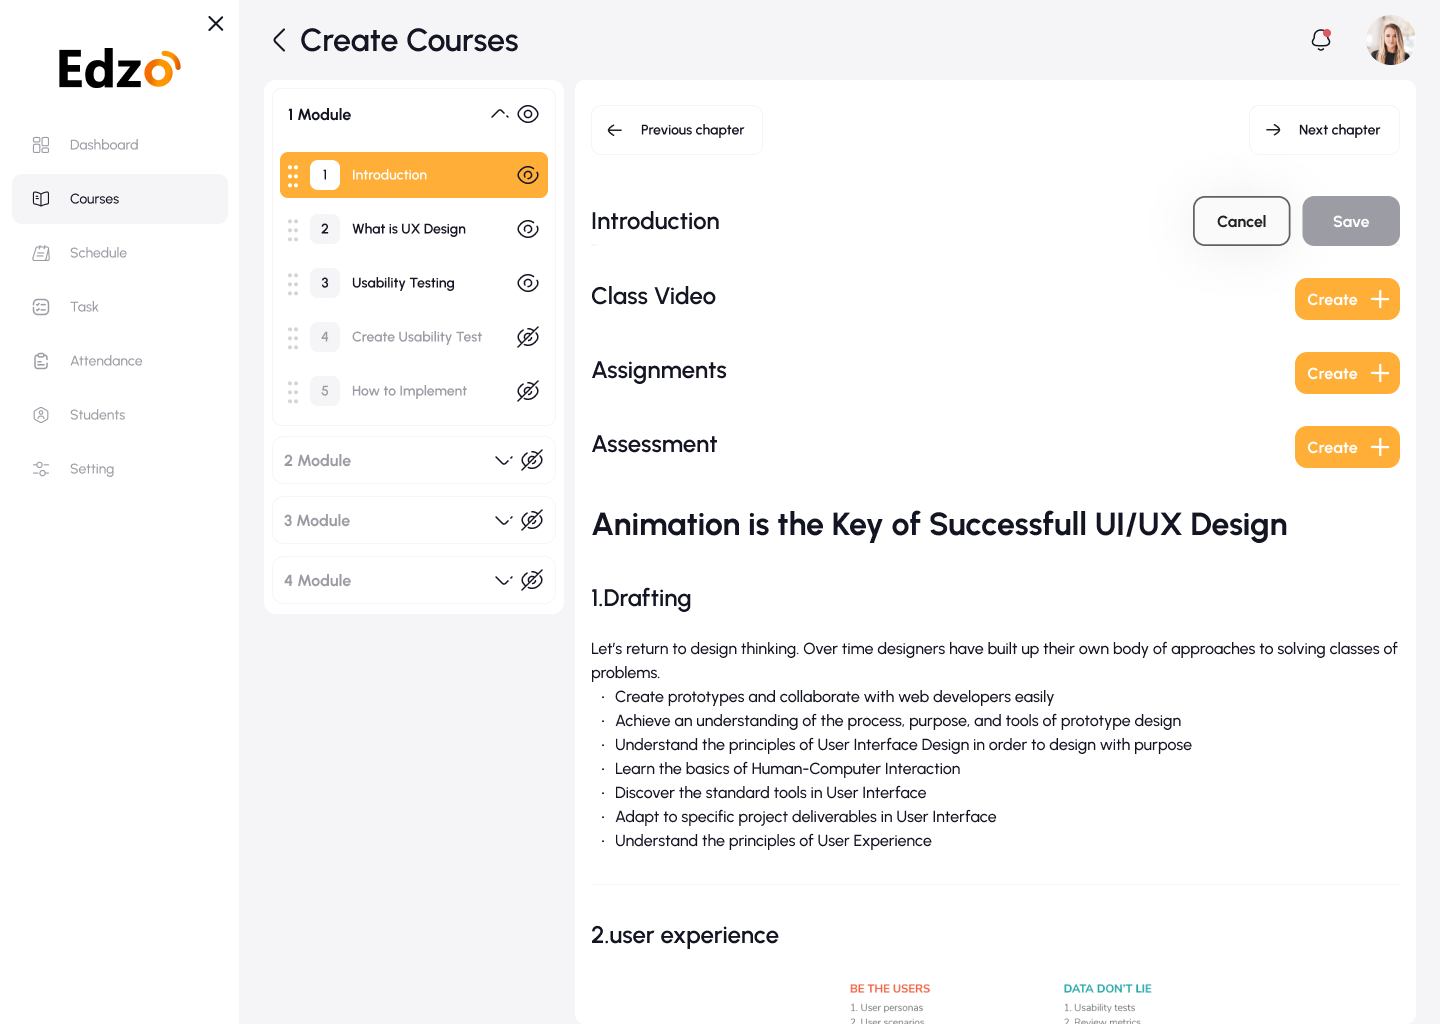 Edzo
Dashboard
Courses
Schedule
Task
Attendance
Students
Setting
Create Courses
1 Module
1 Introduction
2 What is UX Design
3 Usability Testing
4 Create Usability Test
5 How to Implement
2 Module
3 Module
4 Module
Previous chapter
Next chapter
Introduction
Cancel
Save
Class Video
Create
Assignments
Create
Assessment
Create
Animation is the Key of Successfull UI/UX Design
1.Drafting
Let's return to design thinking. Over time designers have built up their own body of approaches to solving classes of
problems.
· Create prototypes and collaborate with web developers easily
· Achieve an understanding of the process, purpose, and tools of prototype design
· Understand the principles of User Interface Design in order to design with purpose
· Learn the basics of Human-Computer Interaction
· Discover the standard tools in User Interface
· Adapt to specific project deliverables in User Interface
· Understand the principles of User Experience
2.user experience
BE THE USERS
1. User personas
2. User scenarios
DATA DON'T LIE
1. Usability tests
2. Review metrics